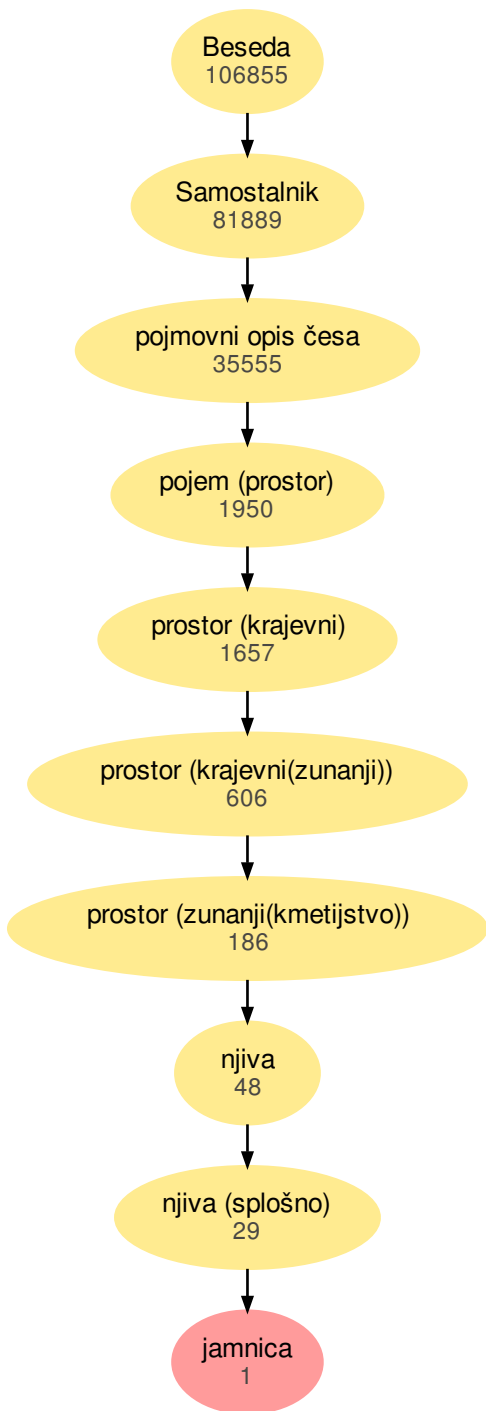 Beseda
106855
Samostalnik
81889
pojmovni opis česa
35555
pojem (prostor)
1950
prostor (krajevni)
1657
prostor (krajevni(zunanji))
606
prostor (zunanji(kmetijstvo))
186
njiva
48
njiva (splošno)
29
jamnica
1